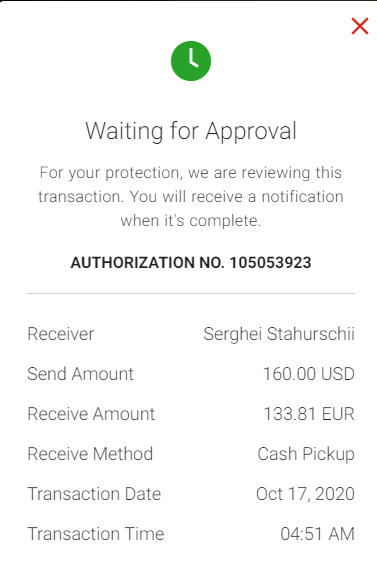 Waiting for Approval
For your protection, we are reviewing this
transaction. You will receive a notification
when it's complete.
AUTHORIZATION NO. 105053923
Receiver Serghei Stahurschii
Send Amount 160.00 USD
Receive Amount 133.81 EUR
Receive Method Cash Pickup
Transaction Date Oct 17, 2020
Transaction Time 04:51 AM